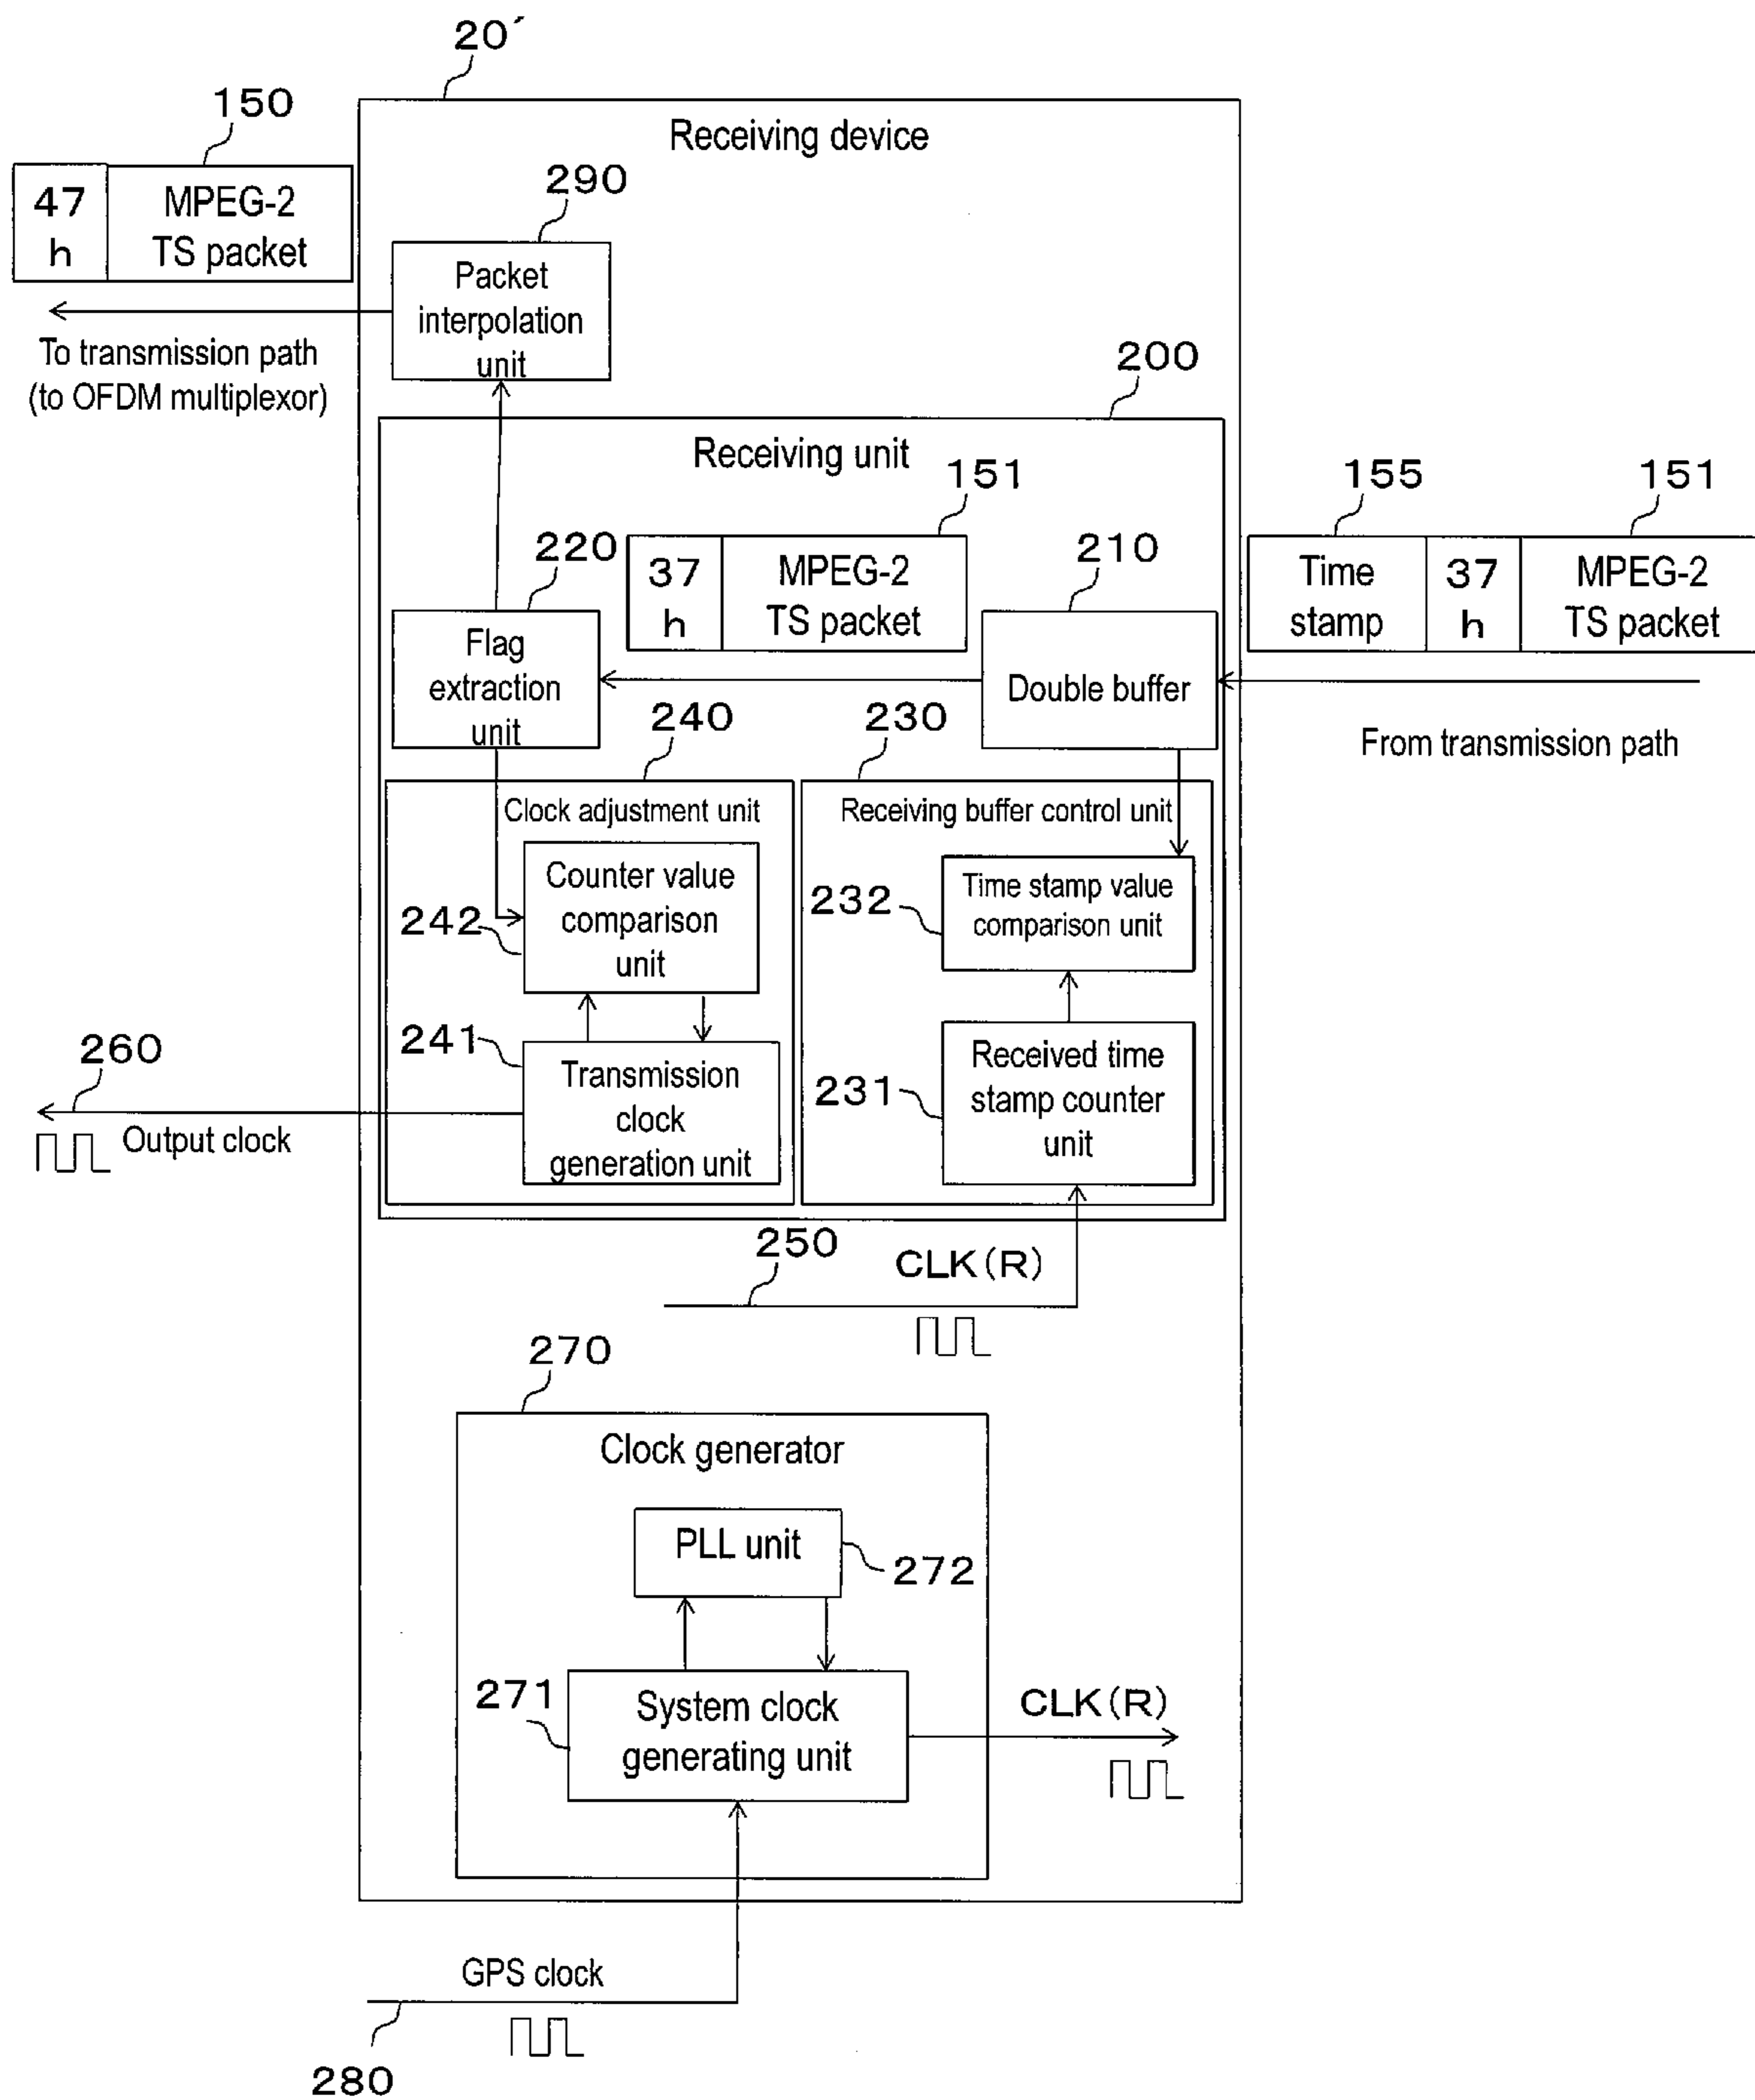 20´
150
Receiving device
47
h
MPEG-2
TS packet
290
Packet
interpolation
unit
To transmission path
(to OFDM multiplexor)
200
Receiving unit
151
155
151
220
37
h
MPEG-2
TS packet
210
Time
stamp
37
h
MPEG-2
TS packet
Flag
extraction
unit
Double buffer
240
230
From transmission path
Clock adjustment unit
Receiving buffer control unit
Counter value
comparison
unit
242
232
Time stamp value
comparison unit
260
241
Transmission
clock
generation unit
231
Received time
stamp counter
unit
Output clock
250
CLK(R)
270
Clock generator
PLL unit
272
271
System clock
generating unit
CLK(R)
GPS clock
280